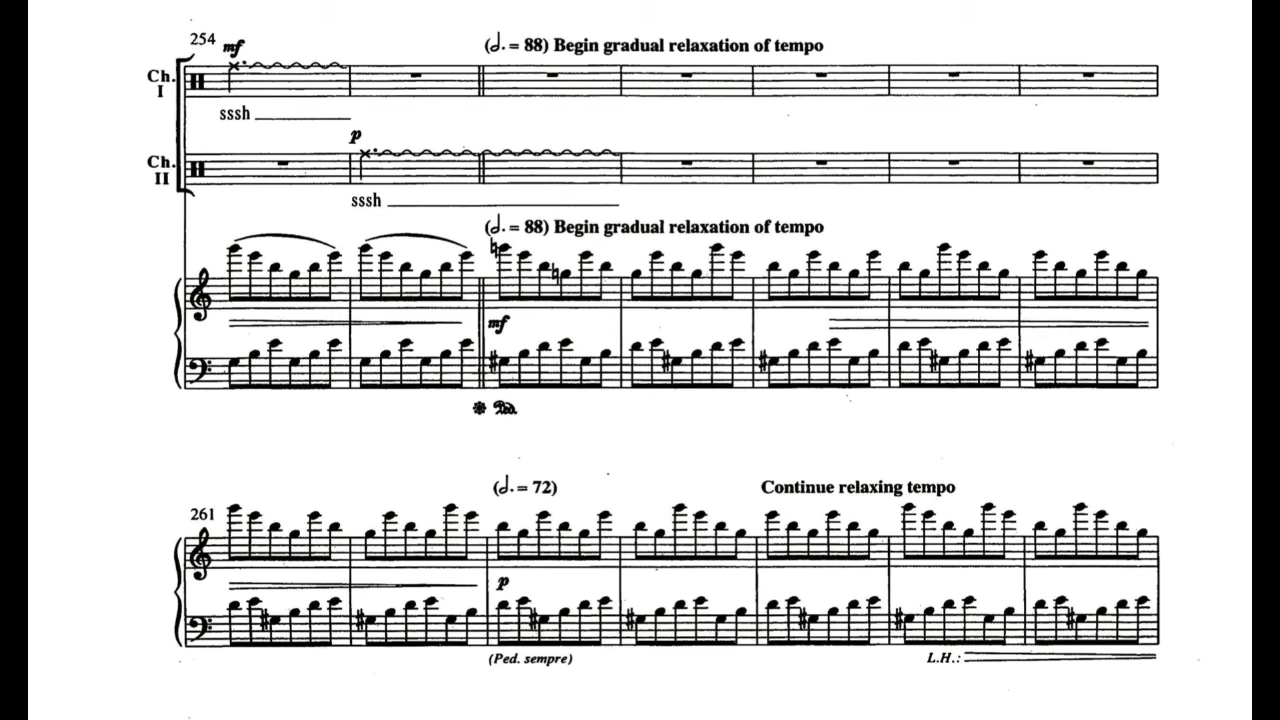 254
mf
(𝅗𝅥. = 88) Begin gradual relaxation of tempo
Ch.
I
sssh
p
Ch.
II
sssh
(𝅗𝅥. = 88) Begin gradual relaxation of tempo
mf
Ped.
(𝅗𝅥. = 72)
Continue relaxing tempo
261
p
(Ped. sempre)
L.H.: